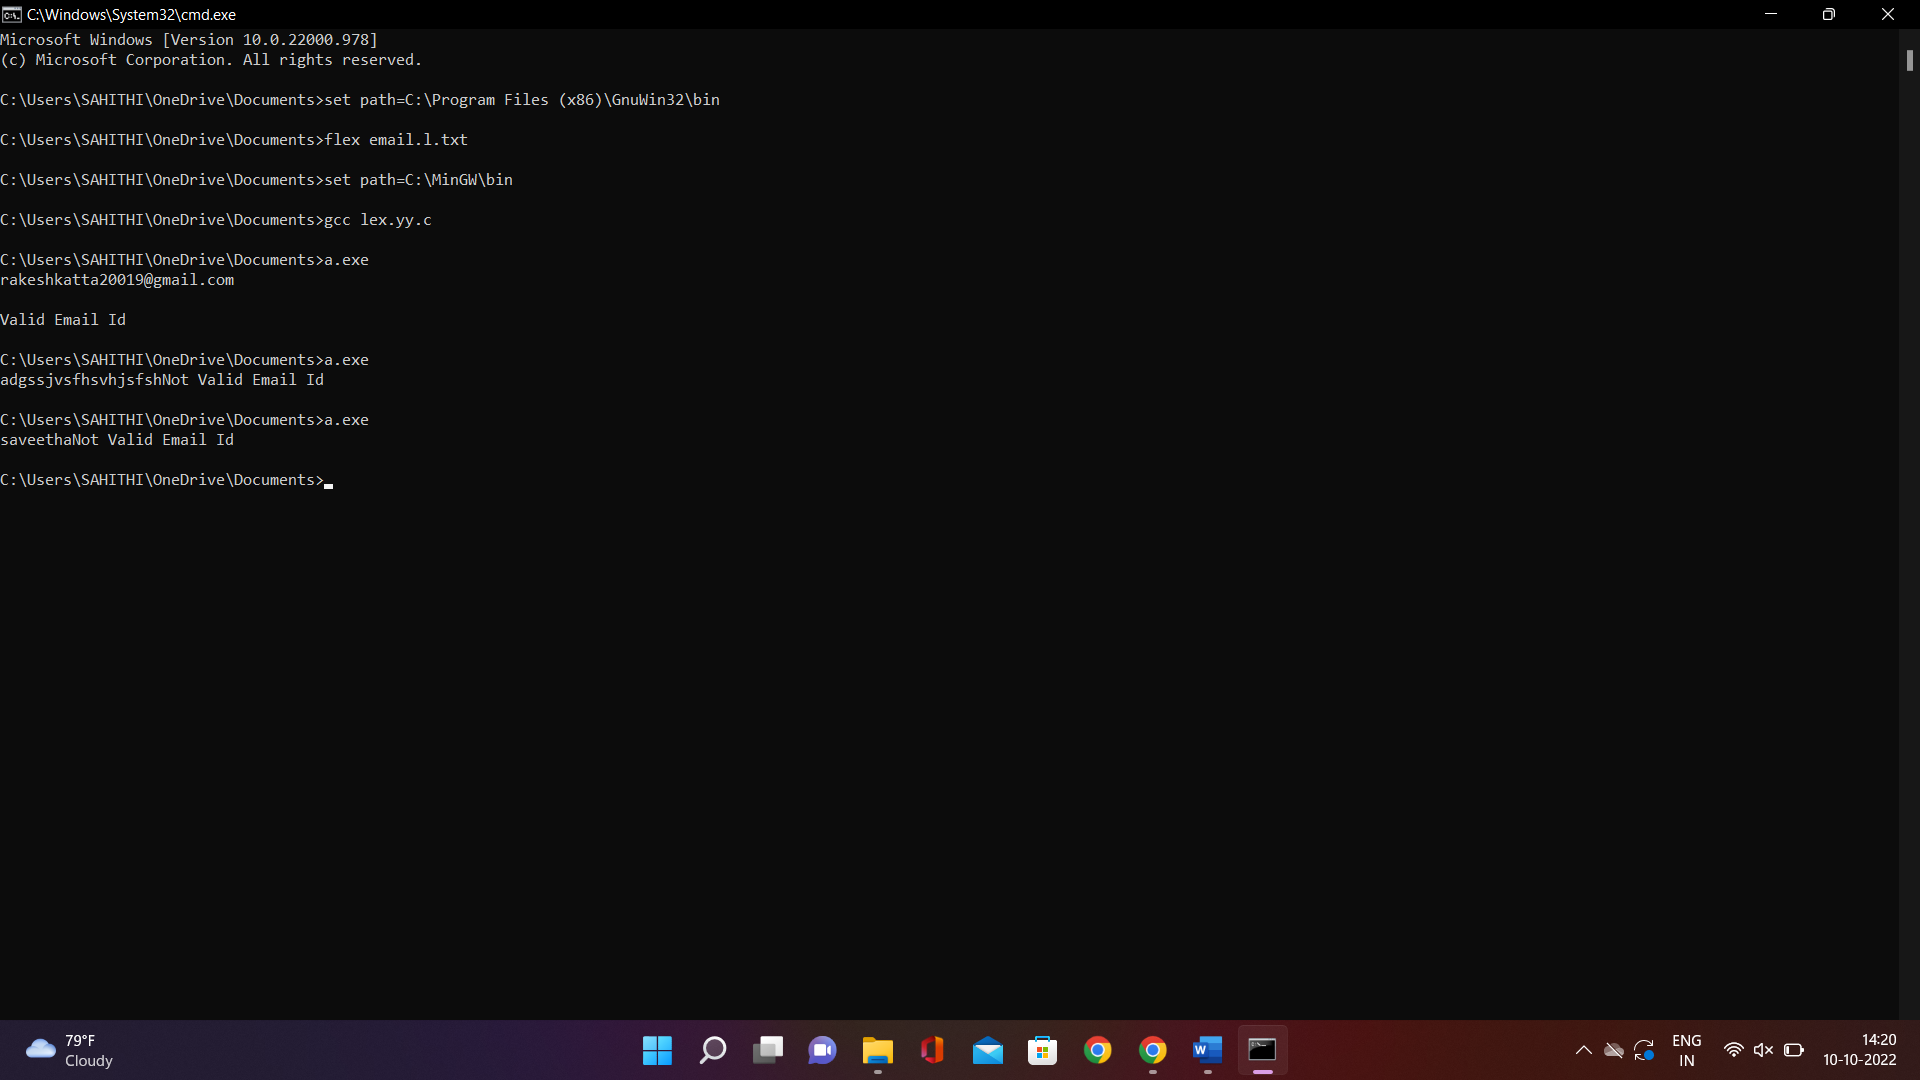 C:\Windows\System32\cmd.exe
Microsoft Windows [Version 10.0.22000.978]
(c) Microsoft Corporation. All rights reserved.
C:\Users\SAHITHI\OneDrive\Documents>set path=C:\Program Files (x86)\GnuWin32\bin
C:\Users\SAHITHI\OneDrive\Documents>flex email.l.txt
C:\Users\SAHITHI\OneDrive\Documents>set path=C:\MinGW\bin
C:\Users\SAHITHI\OneDrive\Documents>gcc lex.yy.c
C:\Users\SAHITHI\OneDrive\Documents>a.exe
rakeshkatta20019@gmail.com
Valid Email Id
C:\Users\SAHITHI\OneDrive\Documents>a.exe
adgssjvsfhsvhjsfshNot Valid Email Id
C:\Users\SAHITHI\OneDrive\Documents>a.exe
saveethaNot Valid Email Id
C:\Users\SAHITHI\OneDrive\Documents>
79°F
Cloudy
W
ENG
IN
14:20
10-10-2022